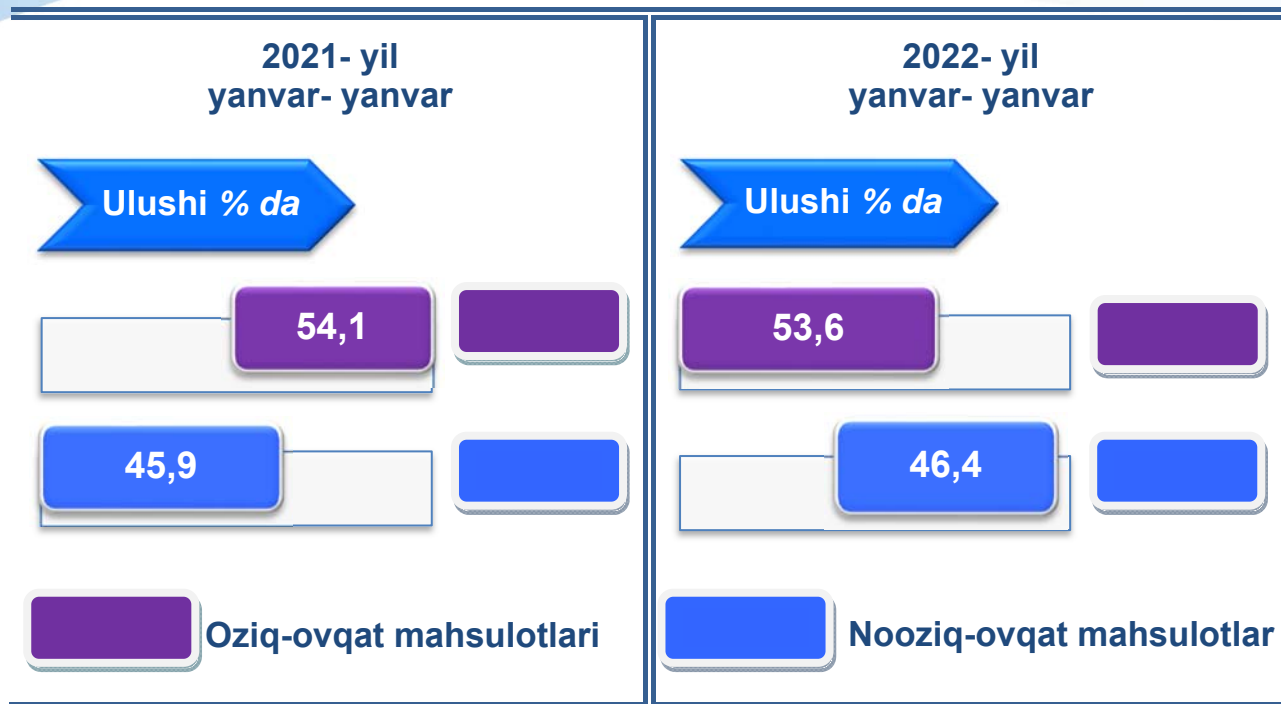 2021- yil
yanvar- yanvar
Ulushi % da
54,1
45,9
Oziq-ovqat mahsulotlari
2022- yil
yanvar- yanvar
Ulushi % da
53,6
46,4
Nooziq-ovqat mahsulotlar